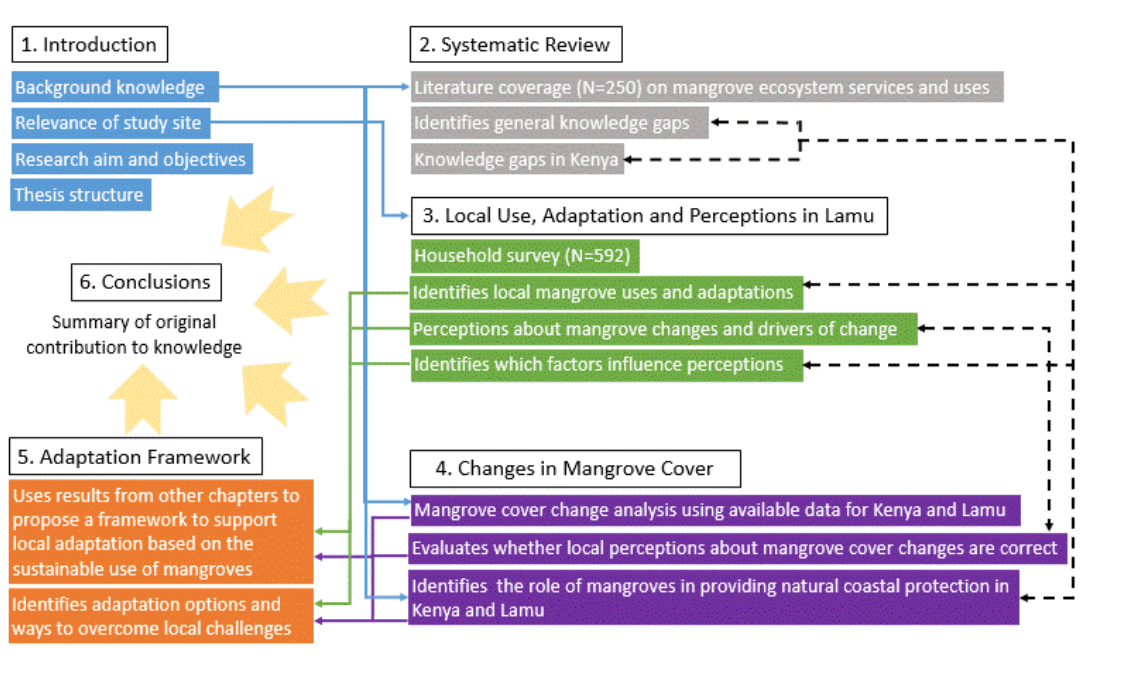 1. Introduction
Background knowledge
Relevance of study site
Research aim and objectives
Thesis structure
2. Systematic Review
Literature coverage (N=250) on mangrove ecosystem services and uses
Identifies general knowledge gaps
Knowledge gaps in Kenya
3. Local Use, Adaptation and Perceptions in Lamu
Household survey (N=592)
Identifies local mangrove uses and adaptations
Perceptions about mangrove changes and drivers of change
Identifies which factors influence perceptions
4. Changes in Mangrove Cover
Mangrove cover change analysis using available data for Kenya and Lamu
Evaluates whether local perceptions about mangrove cover changes are correct
Identifies the role of mangroves in providing natural coastal protection in
Kenya and Lamu
5. Adaptation Framework
Uses results from other chapters to
propose a framework to support
local adaptation based on the
sustainable use of mangroves
Identifies adaptation options and
ways to overcome local challenges
6. Conclusions
Summary of original
contribution to knowledge